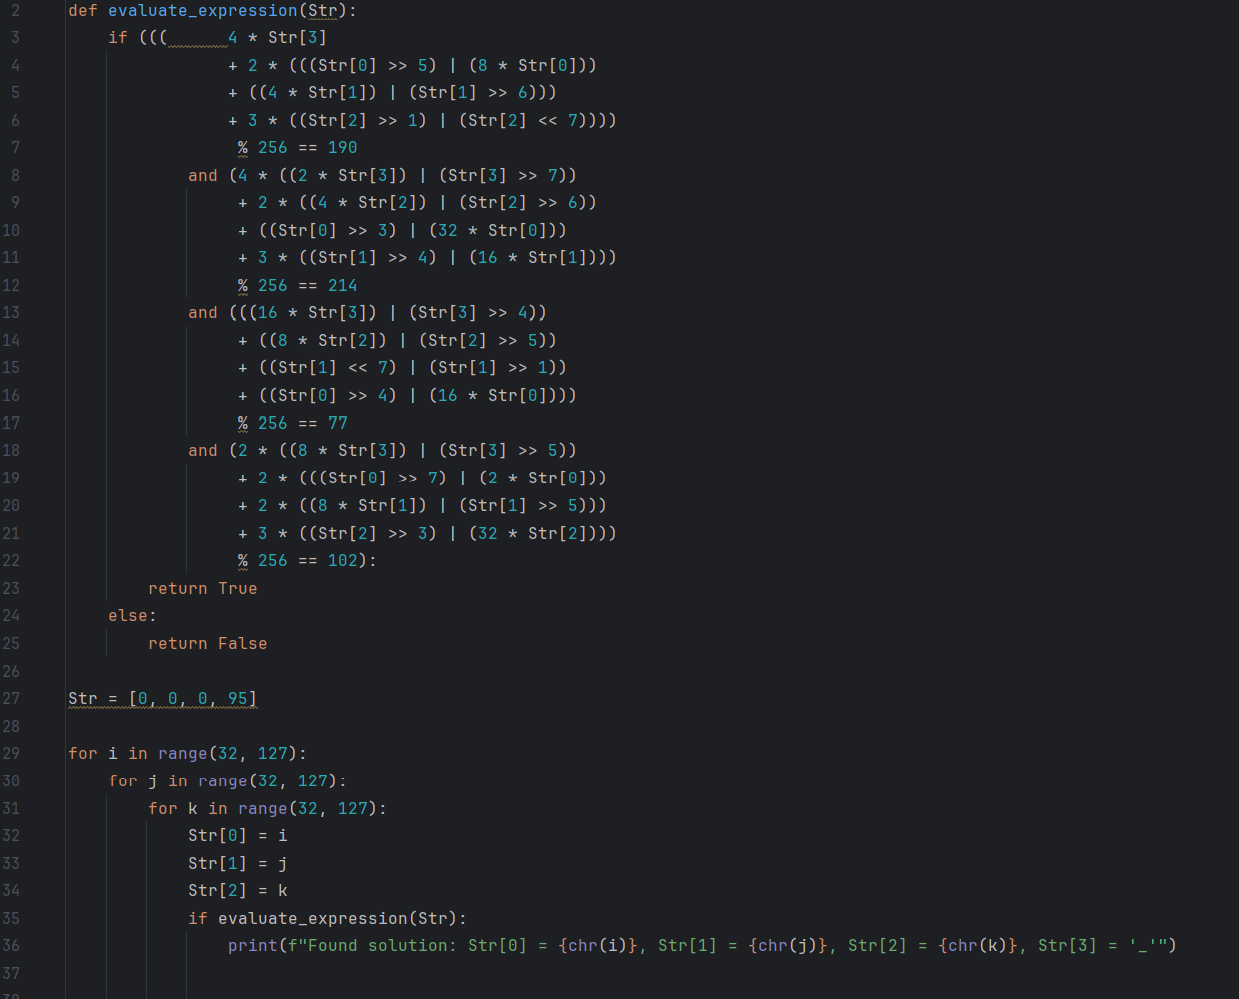 2 def evaluate_expression(Str):
3 if (((      4 * Str[3]
4 + 2 * (((Str[0] >> 5) | (8 * Str[0]))
5 + ((4 * Str[1]) | (Str[1] >> 6)))
6 + 3 * ((Str[2] >> 1) | (Str[2] << 7))))
7 % 256 == 190
8 and (4 * ((2 * Str[3]) | (Str[3] >> 7))
9 + 2 * ((4 * Str[2]) | (Str[2] >> 6))
10 + ((Str[0] >> 3) | (32 * Str[0]))
11 + 3 * ((Str[1] >> 4) | (16 * Str[1])))
12 % 256 == 214
13 and (((16 * Str[3]) | (Str[3] >> 4))
14 + ((8 * Str[2]) | (Str[2] >> 5))
15 + ((Str[1] << 7) | (Str[1] >> 1))
16 + ((Str[0] >> 4) | (16 * Str[0])))
17 % 256 == 77
18 and (2 * ((8 * Str[3]) | (Str[3] >> 5))
19 + 2 * (((Str[0] >> 7) | (2 * Str[0]))
20 + 2 * ((8 * Str[1]) | (Str[1] >> 5)))
21 + 3 * ((Str[2] >> 3) | (32 * Str[2])))
22 % 256 == 102):
23 return True
24 else:
25 return False
26
27 Str = [0, 0, 0, 95]
28
29 for i in range(32, 127):
30 for j in range(32, 127):
31 for k in range(32, 127):
32 Str[0] = i
33 Str[1] = j
34 Str[2] = k
35 if evaluate_expression(Str):
36 print(f"Found solution: Str[0] = {chr(i)}, Str[1] = {chr(j)}, Str[2] = {chr(k)}, Str[3] = '_'")
37